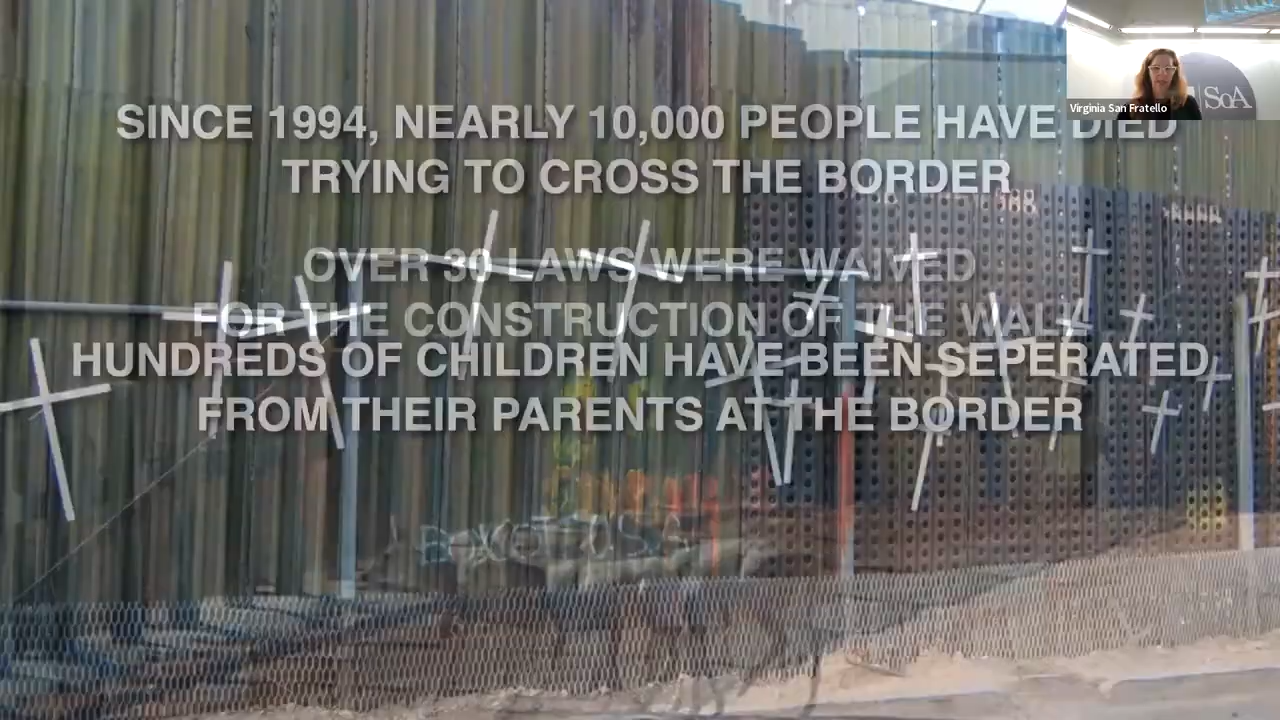 Virginia San Fratello
SoA
SINCE 1994, NEARLY 10,000 PEOPLE HAVE DIED
TRYING TO CROSS THE BORDER
OVER 30 LAWS WERE WAIVED
FOR THE CONSTRUCTION OF THE WALL
HUNDREDS OF CHILDREN HAVE BEEN SEPERATED
FROM THEIR PARENTS AT THE BORDER